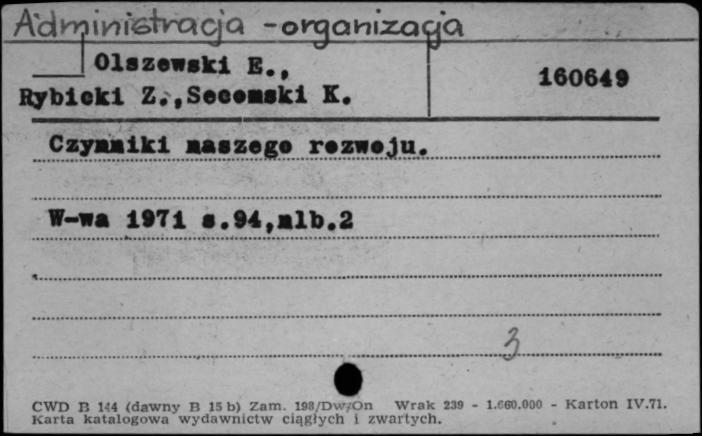 Administracja - organizacja
Olszewski E.,
160649
Rybicki Z., Secomski K.
Czynniki naszego rozwoju.
W-wa 1971 s.94,nlb.2
3
CWD B 144 (dawny B 15 b) Zam. 198/Dw/On Wrak 239 - 1.660.000 - Karton IV.71.
Karta katalogowa wydawnictw ciągłych i zwartych.